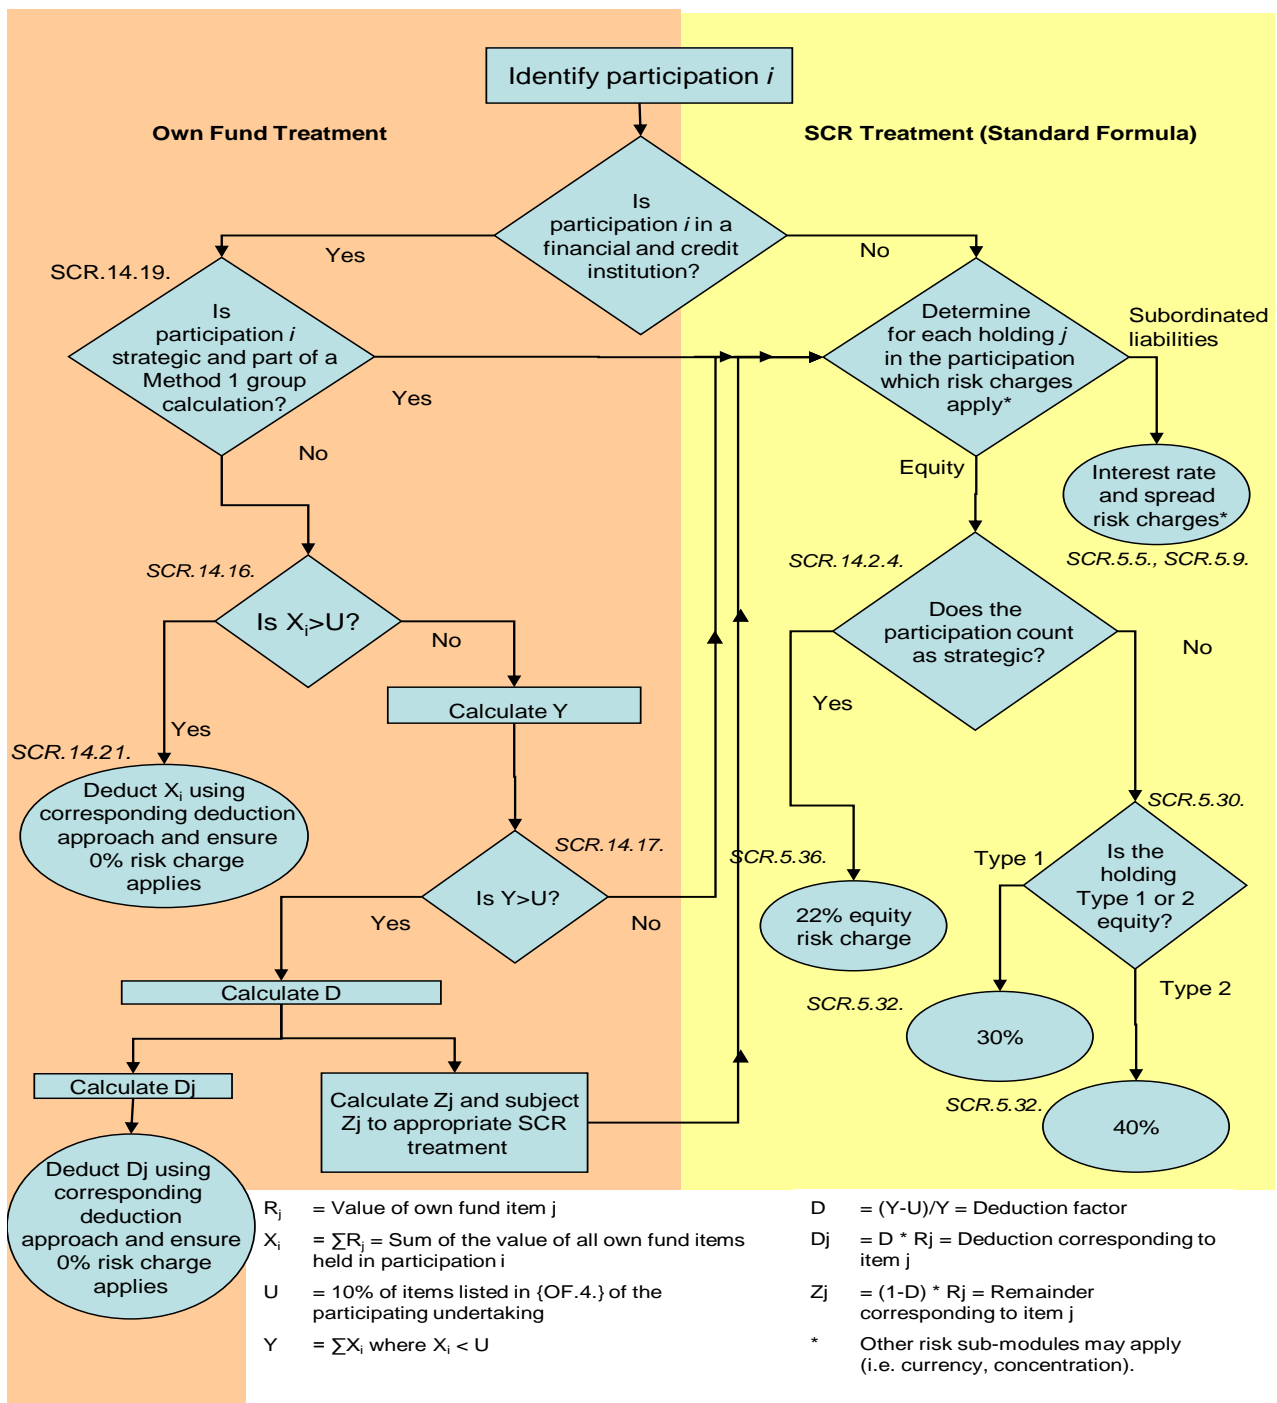 Identify participation i
Own Fund Treatment
SCR Treatment (Standard Formula)
Is
participation i in a
financial and credit
institution?
Yes
No
SCR.14.19.
Is
participation i
strategic and part of a
Method 1 group
calculation?
Yes
No
Determine
for each holding j
in the participation
which risk charges
apply*
Subordinated
liabilities
Equity
Interest rate
and spread
risk charges*
SCR.5.5., SCR.5.9.
SCR.14.2.4.
Does the
participation count
as strategic?
Yes
No
SCR.14.16.
Is Xi>U?
No
Yes
Calculate Y
SCR.14.21.
Deduct Xi using
corresponding deduction
approach and ensure
0% risk charge
applies
SCR.14.17.
Is Y>U?
Yes
No
SCR.5.36.
22% equity
risk charge
SCR.5.30.
Is the
holding
Type 1 or 2
equity?
Type 1
Type 2
SCR.5.32.
30%
SCR.5.32.
40%
Calculate D
Calculate Dj
Calculate Zj and subject
Zj to appropriate SCR
treatment
Deduct Dj using
corresponding
deduction
approach and ensure
0% risk charge
applies
Rj = Value of own fund item j
Xi = ∑Rj = Sum of the value of all own fund items
held in participation i
U = 10% of items listed in {OF.4.} of the
participating undertaking
Y = ∑Xi where Xi < U
D = (Y-U)/Y = Deduction factor
Dj = D * Rj = Deduction corresponding to
item j
Zj = (1-D) * Rj = Remainder
corresponding to item j
* Other risk sub-modules may apply
(i.e. currency, concentration).